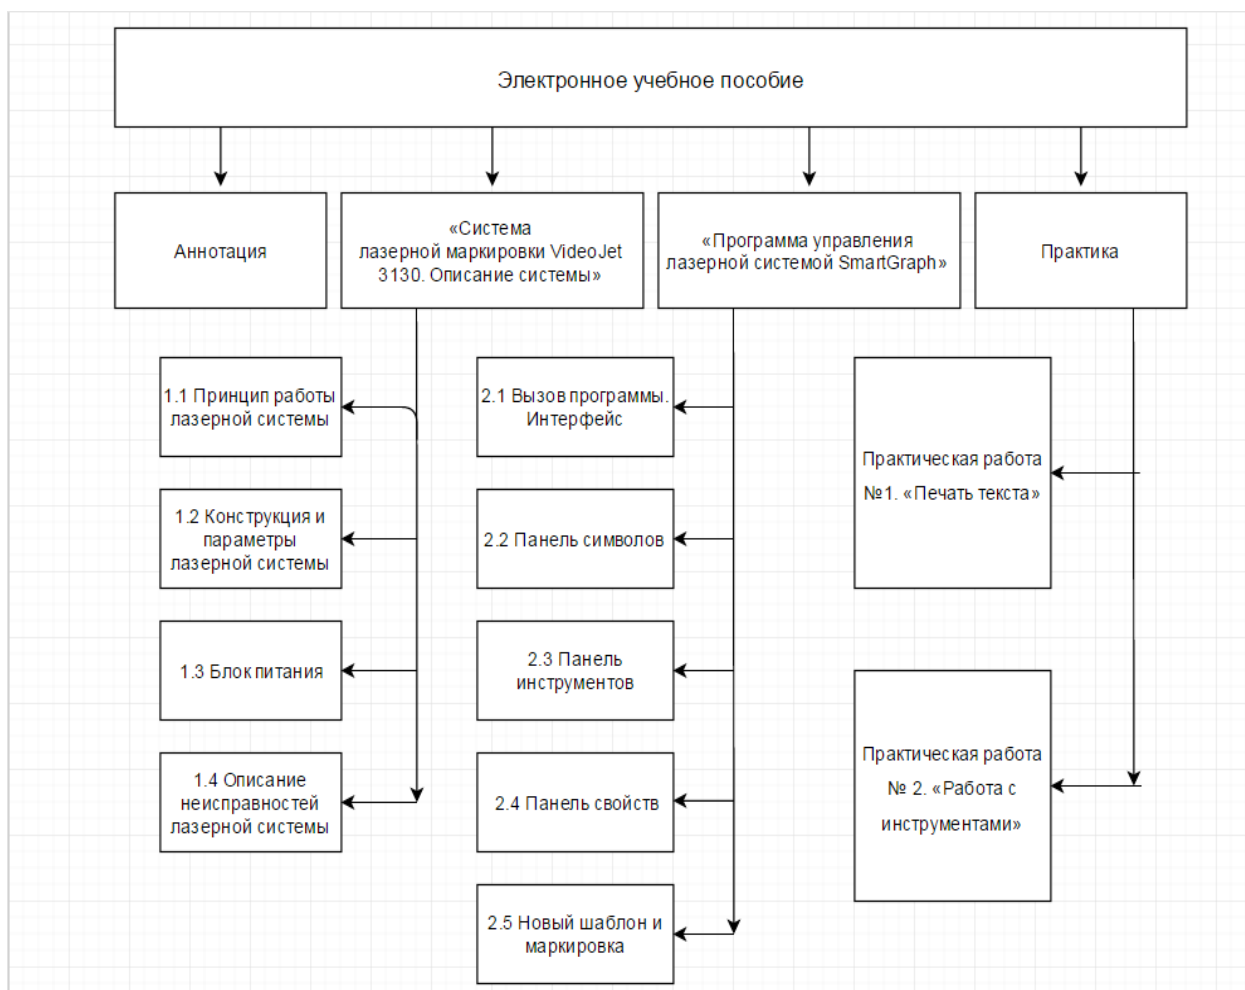 Электронное учебное пособие
Аннотация
«Система
лазерной маркировки VideoJet
3130. Описание системы»
«Программа управления
лазерной системой SmartGraph»
Практика
1.1 Принцип работы
лазерной системы
1.2 Конструкция и
параметры
лазерной системы
1.3 Блок питания
1.4 Описание
неисправностей
лазерной системы
2.1 Вызов программы.
Интерфейс
2.2 Панель символов
2.3 Панель
инструментов
2.4 Панель свойств
2.5 Новый шаблон и
маркировка
Практическая работа
№1. «Печать текста»
Практическая работа
№ 2. «Работа с
инструментами»